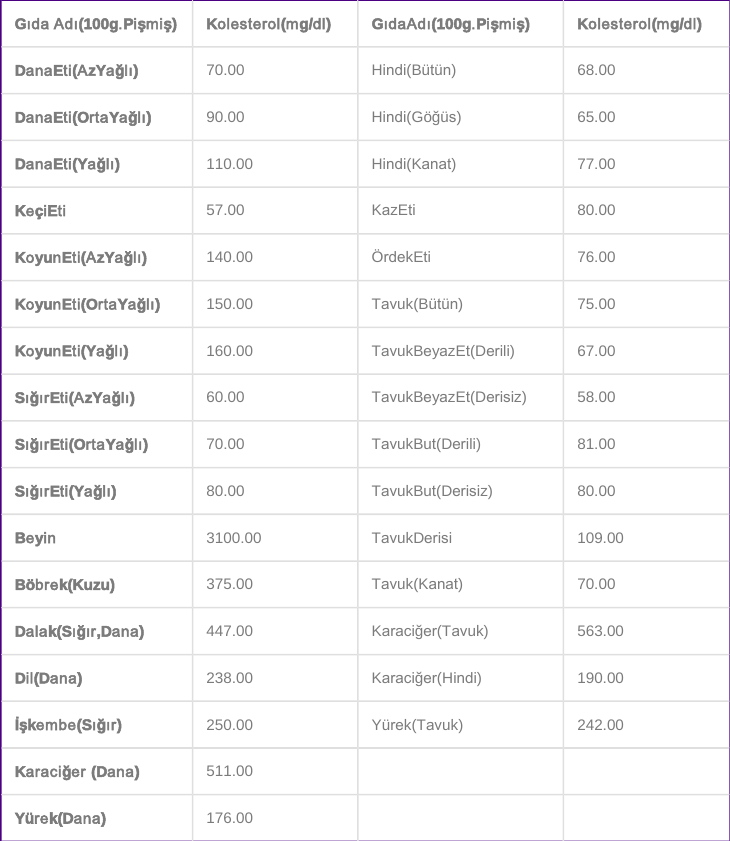 Gıda Adı(100g.Pişmiş) Kolesterol(mg/dl) GıdaAdı(100g.Pişmiş) Kolesterol(mg/dl)
DanaEti(AzYağlı) 70.00 Hindi(Bütün) 68.00
DanaEti(OrtaYağlı) 90.00 Hindi(Göğüs) 65.00
DanaEti(Yağlı) 110.00 Hindi(Kanat) 77.00
KeçiEti 57.00 KazEti 80.00
KoyunEti(AzYağlı) 140.00 ÖrdekEti 76.00
KoyunEti(OrtaYağlı) 150.00 Tavuk(Bütün) 75.00
KoyunEti(Yağlı) 160.00 TavukBeyazEt(Derili) 67.00
SığırEti(AzYağlı) 60.00 TavukBeyazEt(Derisiz) 58.00
SığırEti(OrtaYağlı) 70.00 TavukBut(Derili) 81.00
SığırEti(Yağlı) 80.00 TavukBut(Derisiz) 80.00
Beyin 3100.00 TavukDerisi 109.00
Böbrek(Kuzu) 375.00 Tavuk(Kanat) 70.00
Dalak(Sığır,Dana) 447.00 Karaciğer(Tavuk) 563.00
Dil(Dana) 238.00 Karaciğer(Hindi) 190.00
İşkembe(Sığır) 250.00 Yürek(Tavuk) 242.00
Karaciğer (Dana) 511.00
Yürek(Dana) 176.00